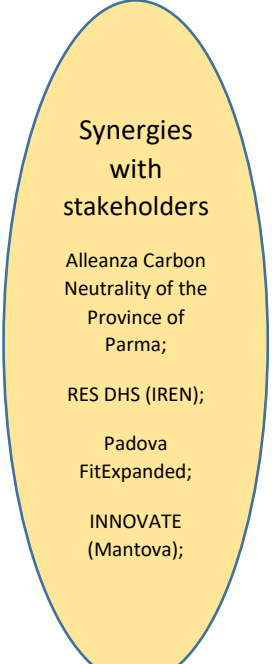 Synergies
with
stakeholders
Alleanza Carbon
Neutrality of the
Province of
Parma;
RES DHS (IREN);
Padova
FitExpanded;
INNOVATE
(Mantova);